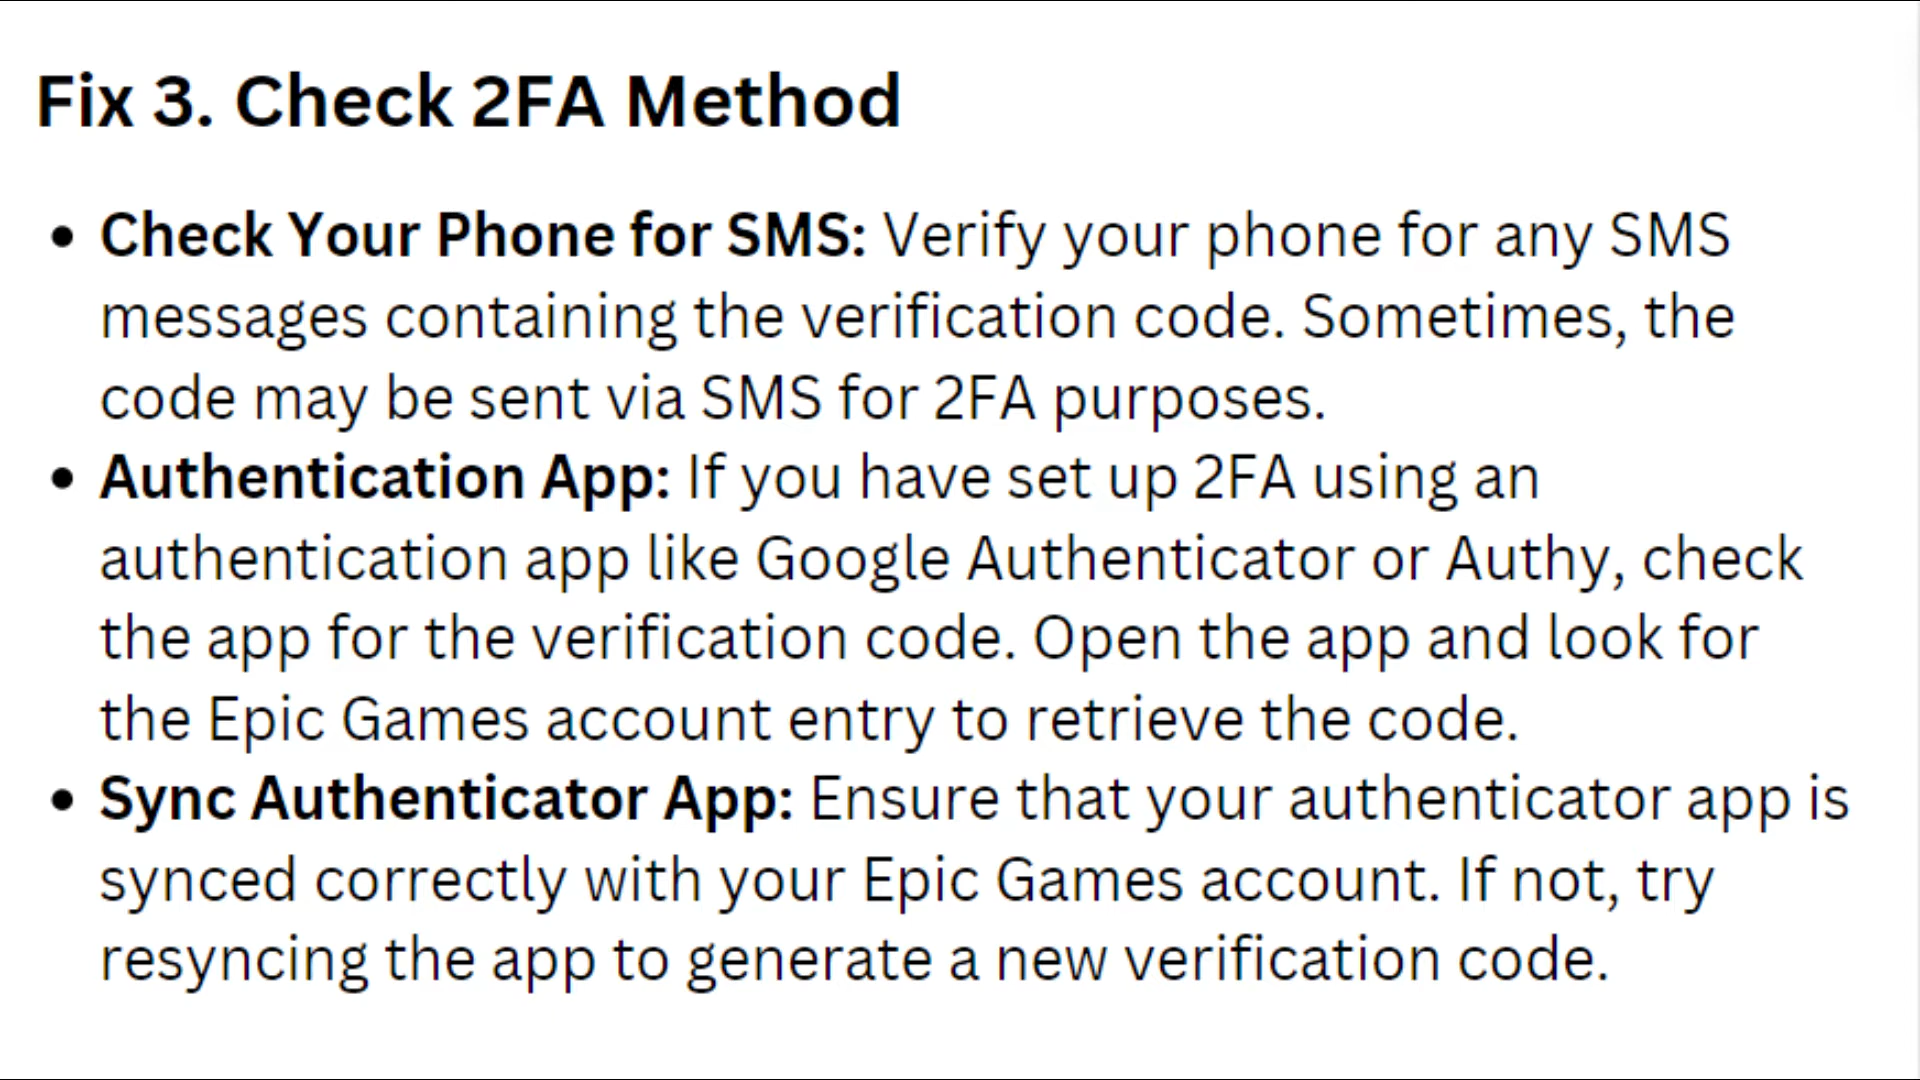 Fix 3. Check 2FA Method
• Check Your Phone for SMS: Verify your phone for any SMS
messages containing the verification code. Sometimes, the
code may be sent via SMS for 2FA purposes.
• Authentication App: If you have set up 2FA using an
authentication app like Google Authenticator or Authy, check
the app for the verification code. Open the app and look for
the Epic Games account entry to retrieve the code.
• Sync Authenticator App: Ensure that your authenticator app is
synced correctly with your Epic Games account. If not, try
resyncing the app to generate a new verification code.